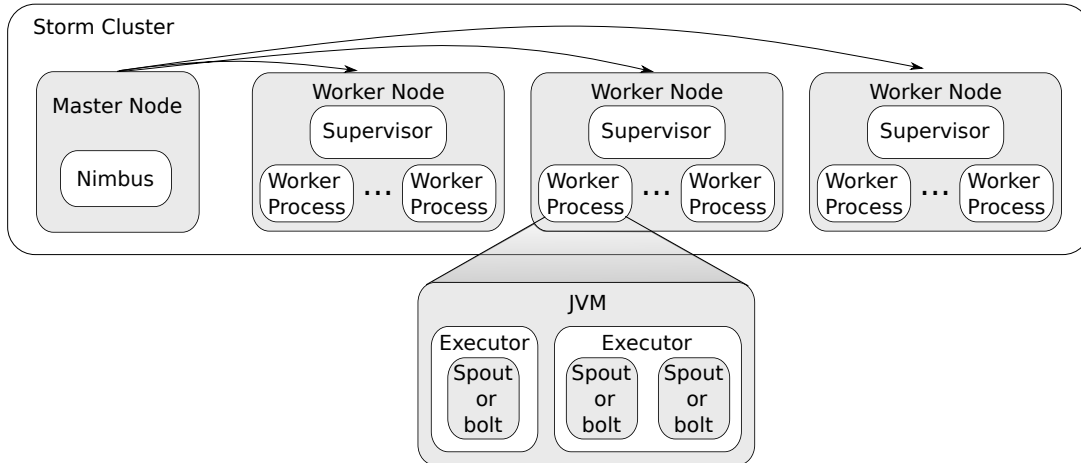 Storm Cluster
Master Node
Nimbus
Worker Node
Supervisor
Worker
Process
...
Worker
Process
Worker Node
Supervisor
Worker
Process
...
Worker
Process
Worker Node
Supervisor
Worker
Process
...
Worker
Process
JVM
Executor
Spout
or
bolt
Executor
Spout
or
bolt
Spout
or
bolt